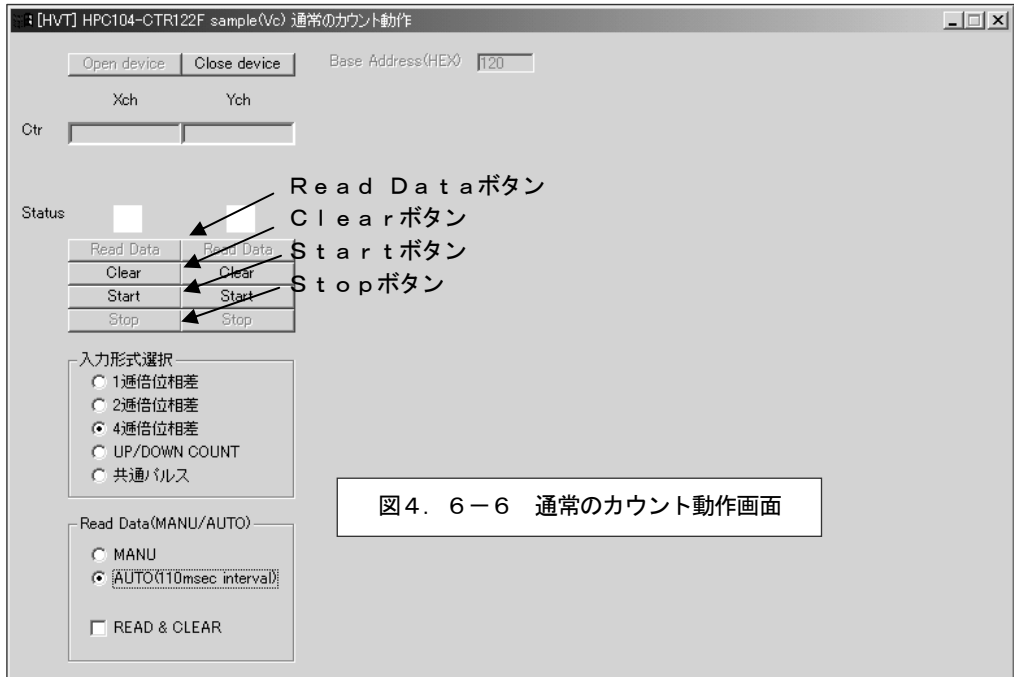 [HVT] HPC104-CTR122F sample(Vc) 通常のカウント動作
Open device Close device Base Address(HEX) 120
Xch Ych
Ctr
Ｒｅａｄ Ｄａｔａボタン
Status
Ｃｌｅａｒボタン
Read Data Read Data
Ｓｔａｒｔボタン
Clear Clear
Ｓｔｏｐボタン
Start Start
Stop Stop
入力形式選択
1逓倍位相差
2逓倍位相差
4逓倍位相差
UP/DOWN COUNT
共通パルス
図４．６－６ 通常のカウント動作画面
Read Data(MANU/AUTO)
MANU
AUTO(110msec interval)
READ & CLEAR